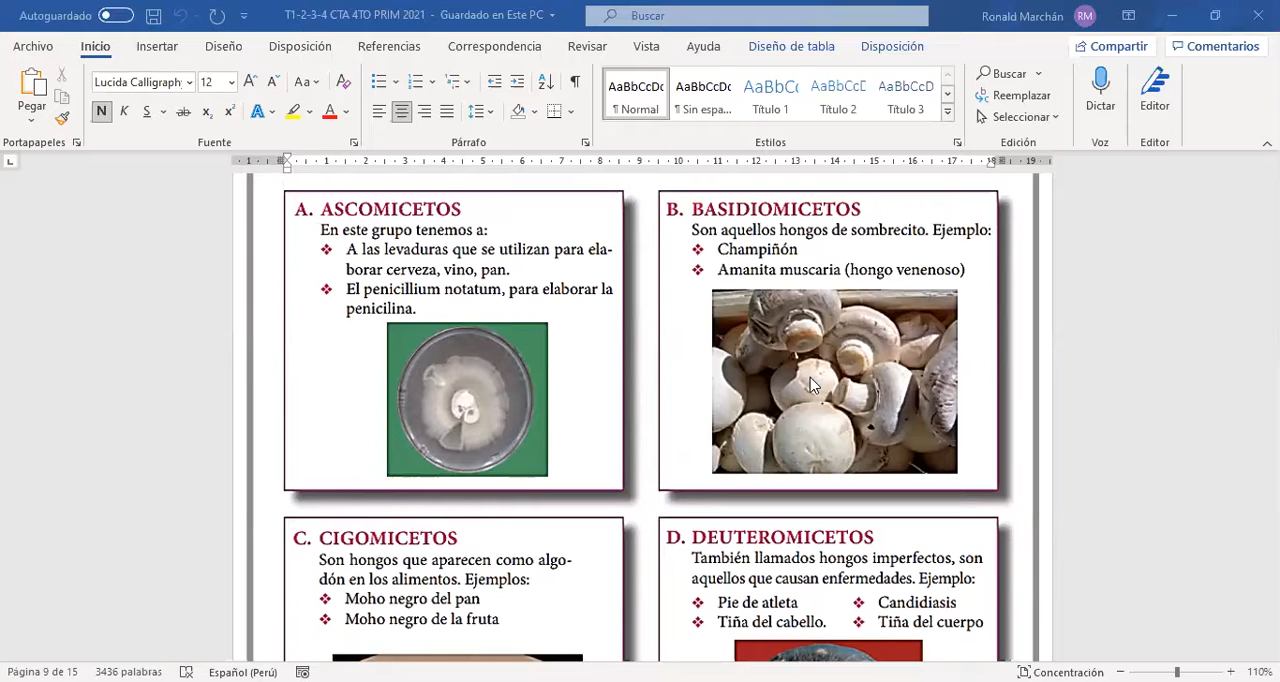 Autoguardado
T1-2-3-4 CTA 4TO PRIM 2021 - Guardado en Este PC
Buscar
Ronald Marchán RM
Archivo Inicio Insertar Diseño Disposición Referencias Correspondencia Revisar Vista Ayuda Diseño de tabla Disposición Compartir Comentarios
Pegar
Lucida Calligraph 12
AaBbCcDc AaBbCcDc AaBbCc AaBbCcD AaBbCcD
¶ Normal ¶ Sin espa... Título 1 Título 2 Título 3
Buscar
Reemplazar
Seleccionar
Dictar
Editor
Portapapeles Fuente Párrafo Estilos Edición Voz Editor
A. ASCOMICETOS
En este grupo tenemos a:
A las levaduras que se utilizan para ela-
borar cerveza, vino, pan.
El penicillium notatum, para elaborar la
penicilina.
B. BASIDIOMICETOS
Son aquellos hongos de sombrecito. Ejemplo:
Champiñón
Amanita muscaria (hongo venenoso)
C. CIGOMICETOS
Son hongos que aparecen como algo-
dón en los alimentos. Ejemplos:
Moho negro del pan
Moho negro de la fruta
D. DEUTEROMICETOS
También llamados hongos imperfectos, son
aquellos que causan enfermedades. Ejemplo:
Pie de atleta Candidiasis
Tiña del cabello. Tiña del cuerpo
Página 9 de 15 3436 palabras Español (Perú) Concentración 110%